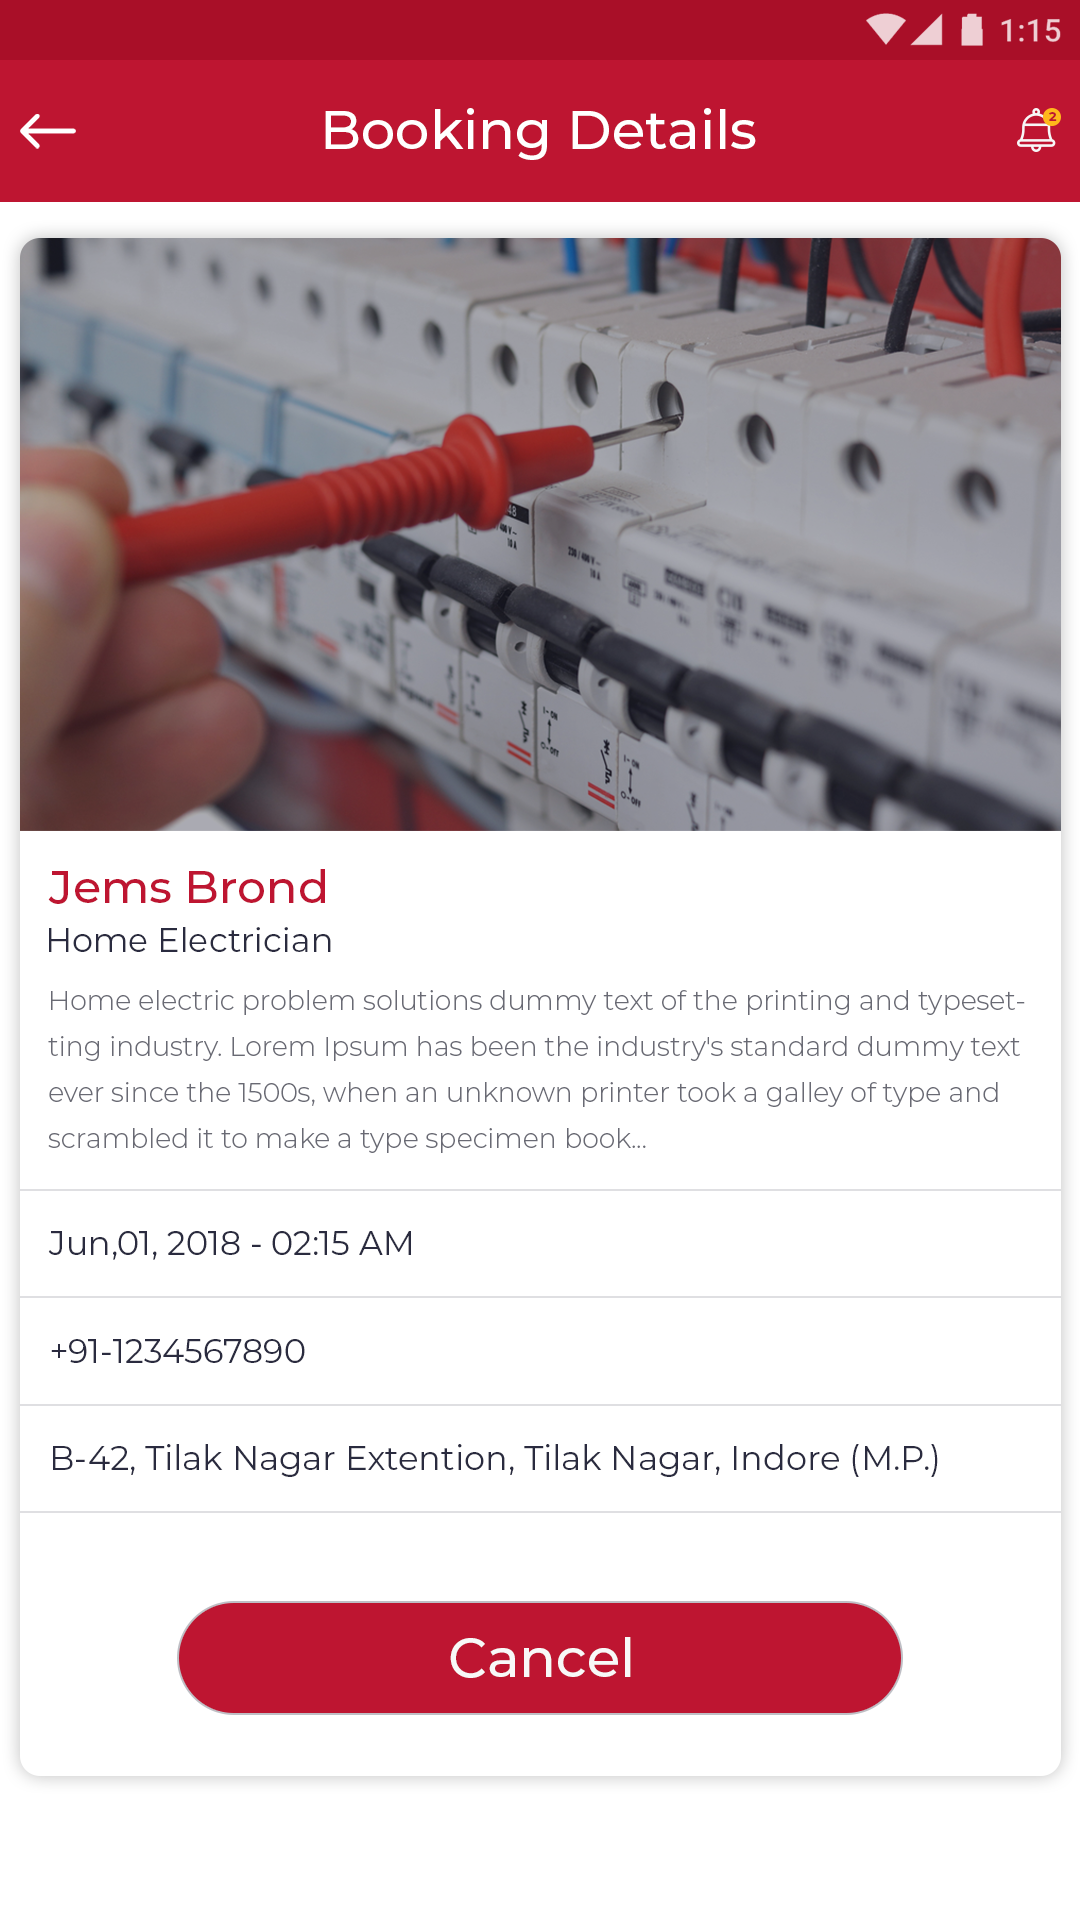 1:15
Booking Details
2
Jems Brond
Home Electrician
Home electric problem solutions dummy text of the printing and typeset-
ting industry. Lorem Ipsum has been the industry's standard dummy text
ever since the 1500s, when an unknown printer took a galley of type and
scrambled it to make a type specimen book...
Jun,01, 2018 - 02:15 AM
+91-1234567890
B-42, Tilak Nagar Extention, Tilak Nagar, Indore (M.P.)
Cancel